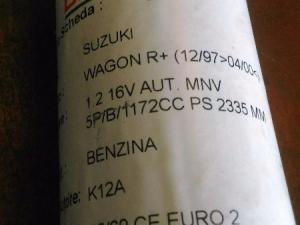 scheda :
SUZUKI
WAGON R+ (12/97>04/00<)
1.2 16V AUT. MNV
5P/B/1172CC PS 2335 MM
BENZINA
K12A
CE EURO 2